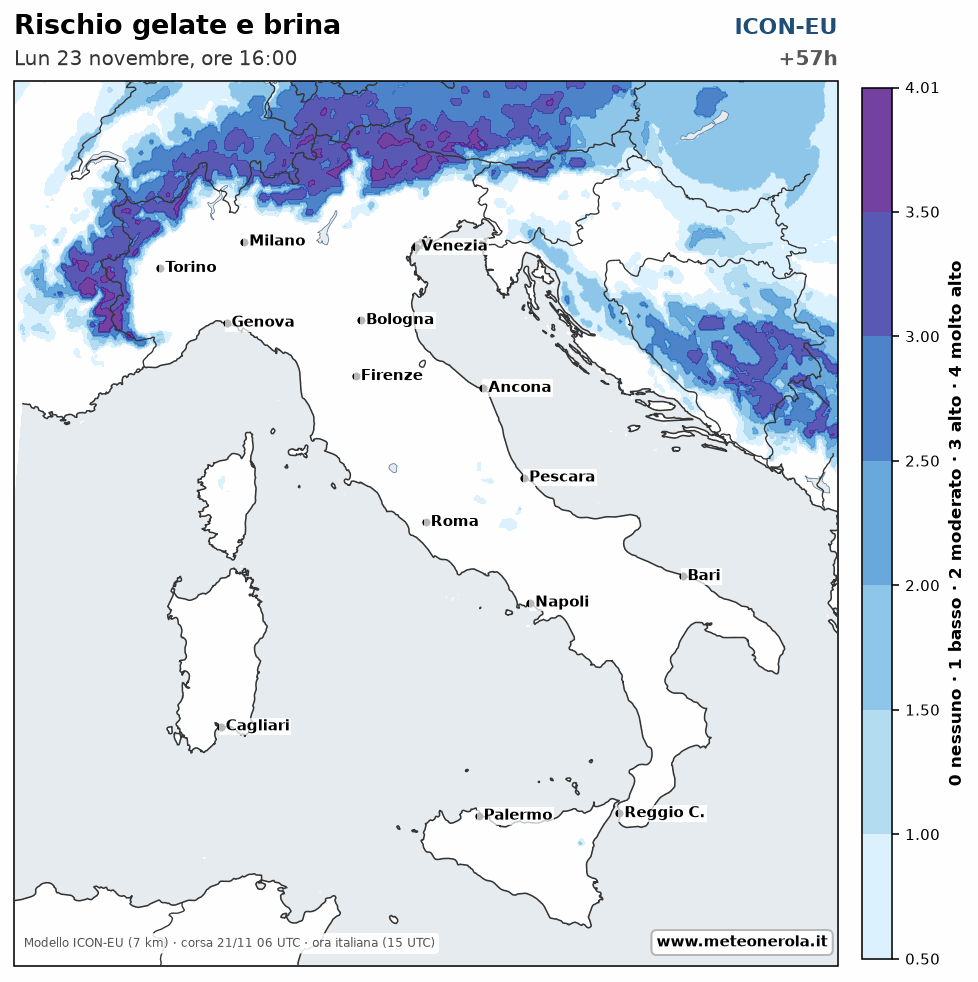 Rischio gelate e brina
ICON-EU
Lun 23 novembre, ore 16:00
+57h
4.01
3.50
3.00
2.50
2.00
1.50
1.00
0.50
0 nessuno · 1 basso · 2 moderato · 3 alto · 4 molto alto
Milano
Venezia
Torino
Genova
Bologna
Firenze
Ancona
Pescara
Roma
Bari
Napoli
Cagliari
Palermo
Reggio C.
Modello ICON-EU (7 km) · corsa 21/11 06 UTC · ora italiana (15 UTC)
www.meteonerola.it